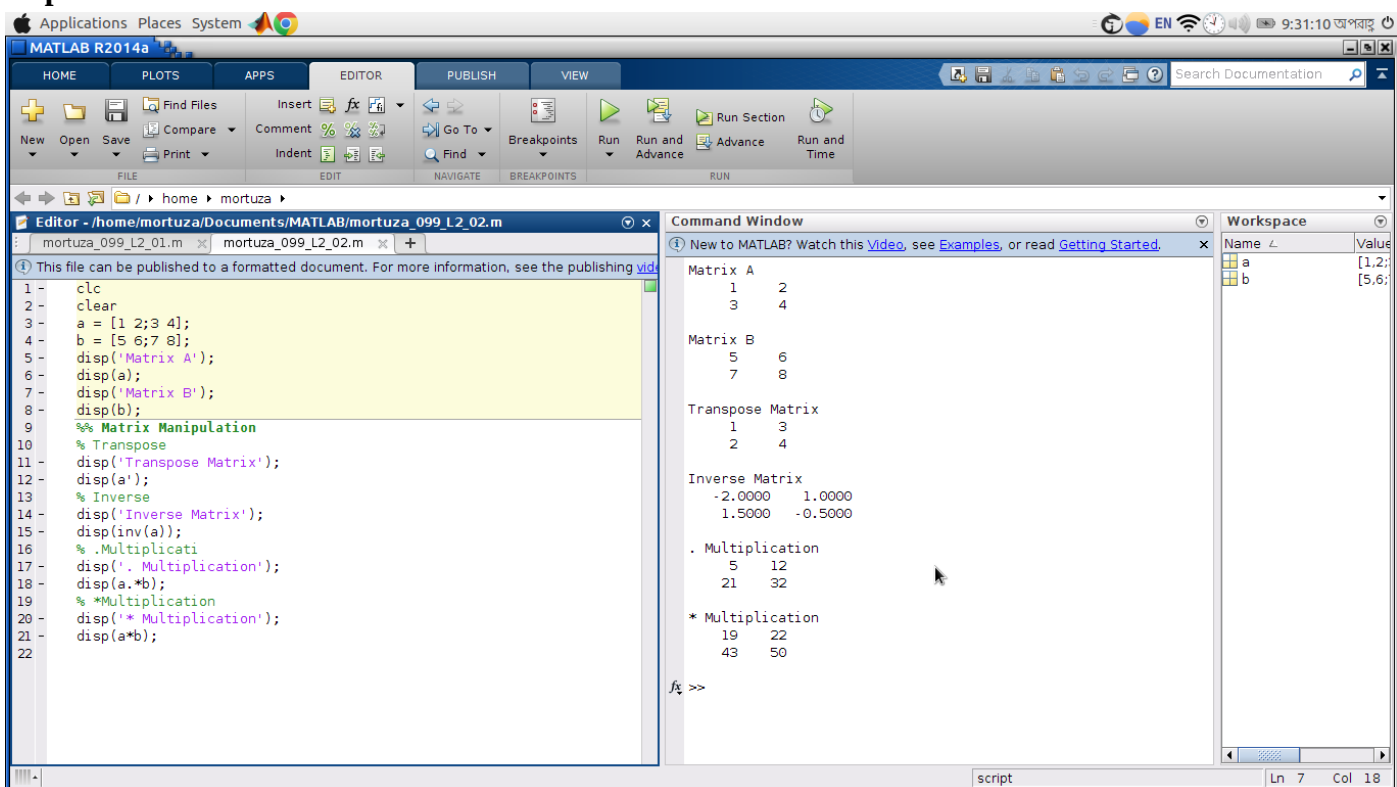 Applications Places System EN 9:31:10 অপরাহ্ণ
MATLAB R2014a
HOME PLOTS APPS EDITOR PUBLISH VIEW Search Documentation
New Open Save Find Files Compare Print
FILE
Insert fx Comment Indent
EDIT
Go To Find
NAVIGATE
Breakpoints
BREAKPOINTS
Run Run and Advance Run Section Advance Run and Time
RUN
/ home mortuza
Editor - /home/mortuza/Documents/MATLAB/mortuza_099_L2_02.m
mortuza_099_L2_01.m × mortuza_099_L2_02.m × +
This file can be published to a formatted document. For more information, see the publishing vide
1 - clc
2 - clear
3 - a = [1 2;3 4];
4 - b = [5 6;7 8];
5 - disp('Matrix A');
6 - disp(a);
7 - disp('Matrix B');
8 - disp(b);
9 %% Matrix Manipulation
10 % Transpose
11 - disp('Transpose Matrix');
12 - disp(a');
13 % Inverse
14 - disp('Inverse Matrix');
15 - disp(inv(a));
16 % .Multiplicati
17 - disp('. Multiplication');
18 - disp(a.*b);
19 % *Multiplication
20 - disp('* Multiplication');
21 - disp(a*b);
22
Command Window
New to MATLAB? Watch this Video, see Examples, or read Getting Started. x
Matrix A
1 2
3 4
Matrix B
5 6
7 8
Transpose Matrix
1 3
2 4
Inverse Matrix
-2.0000 1.0000
1.5000 -0.5000
. Multiplication
5 12
21 32
* Multiplication
19 22
43 50
fx >>
Workspace
Name Value
a [1,2;
b [5,6;
script Ln 7 Col 18